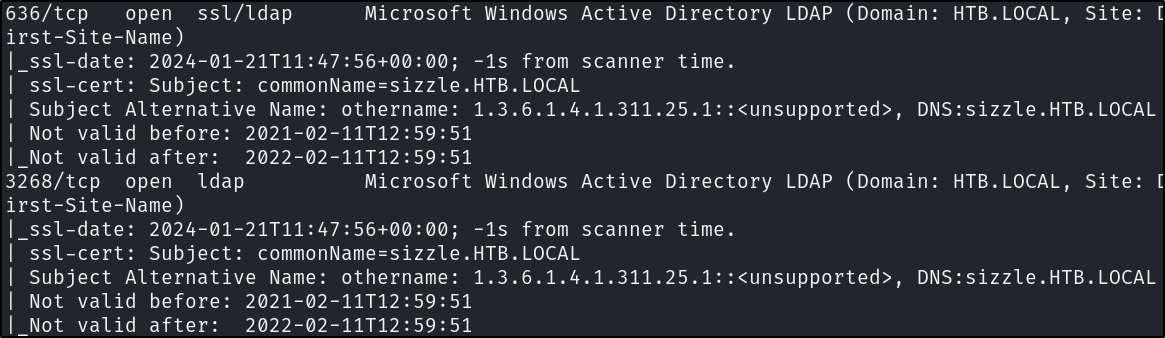 636/tcp   open  ssl/ldap      Microsoft Windows Active Directory LDAP (Domain: HTB.LOCAL, Site: D
irst-Site-Name)
|_ssl-date: 2024-01-21T11:47:56+00:00; -1s from scanner time.
| ssl-cert: Subject: commonName=sizzle.HTB.LOCAL
| Subject Alternative Name: othername: 1.3.6.1.4.1.311.25.1::<unsupported>, DNS:sizzle.HTB.LOCAL
| Not valid before: 2021-02-11T12:59:51
|_Not valid after:  2022-02-11T12:59:51
3268/tcp  open  ldap          Microsoft Windows Active Directory LDAP (Domain: HTB.LOCAL, Site: D
irst-Site-Name)
|_ssl-date: 2024-01-21T11:47:56+00:00; -1s from scanner time.
| ssl-cert: Subject: commonName=sizzle.HTB.LOCAL
| Subject Alternative Name: othername: 1.3.6.1.4.1.311.25.1::<unsupported>, DNS:sizzle.HTB.LOCAL
| Not valid before: 2021-02-11T12:59:51
|_Not valid after:  2022-02-11T12:59:51